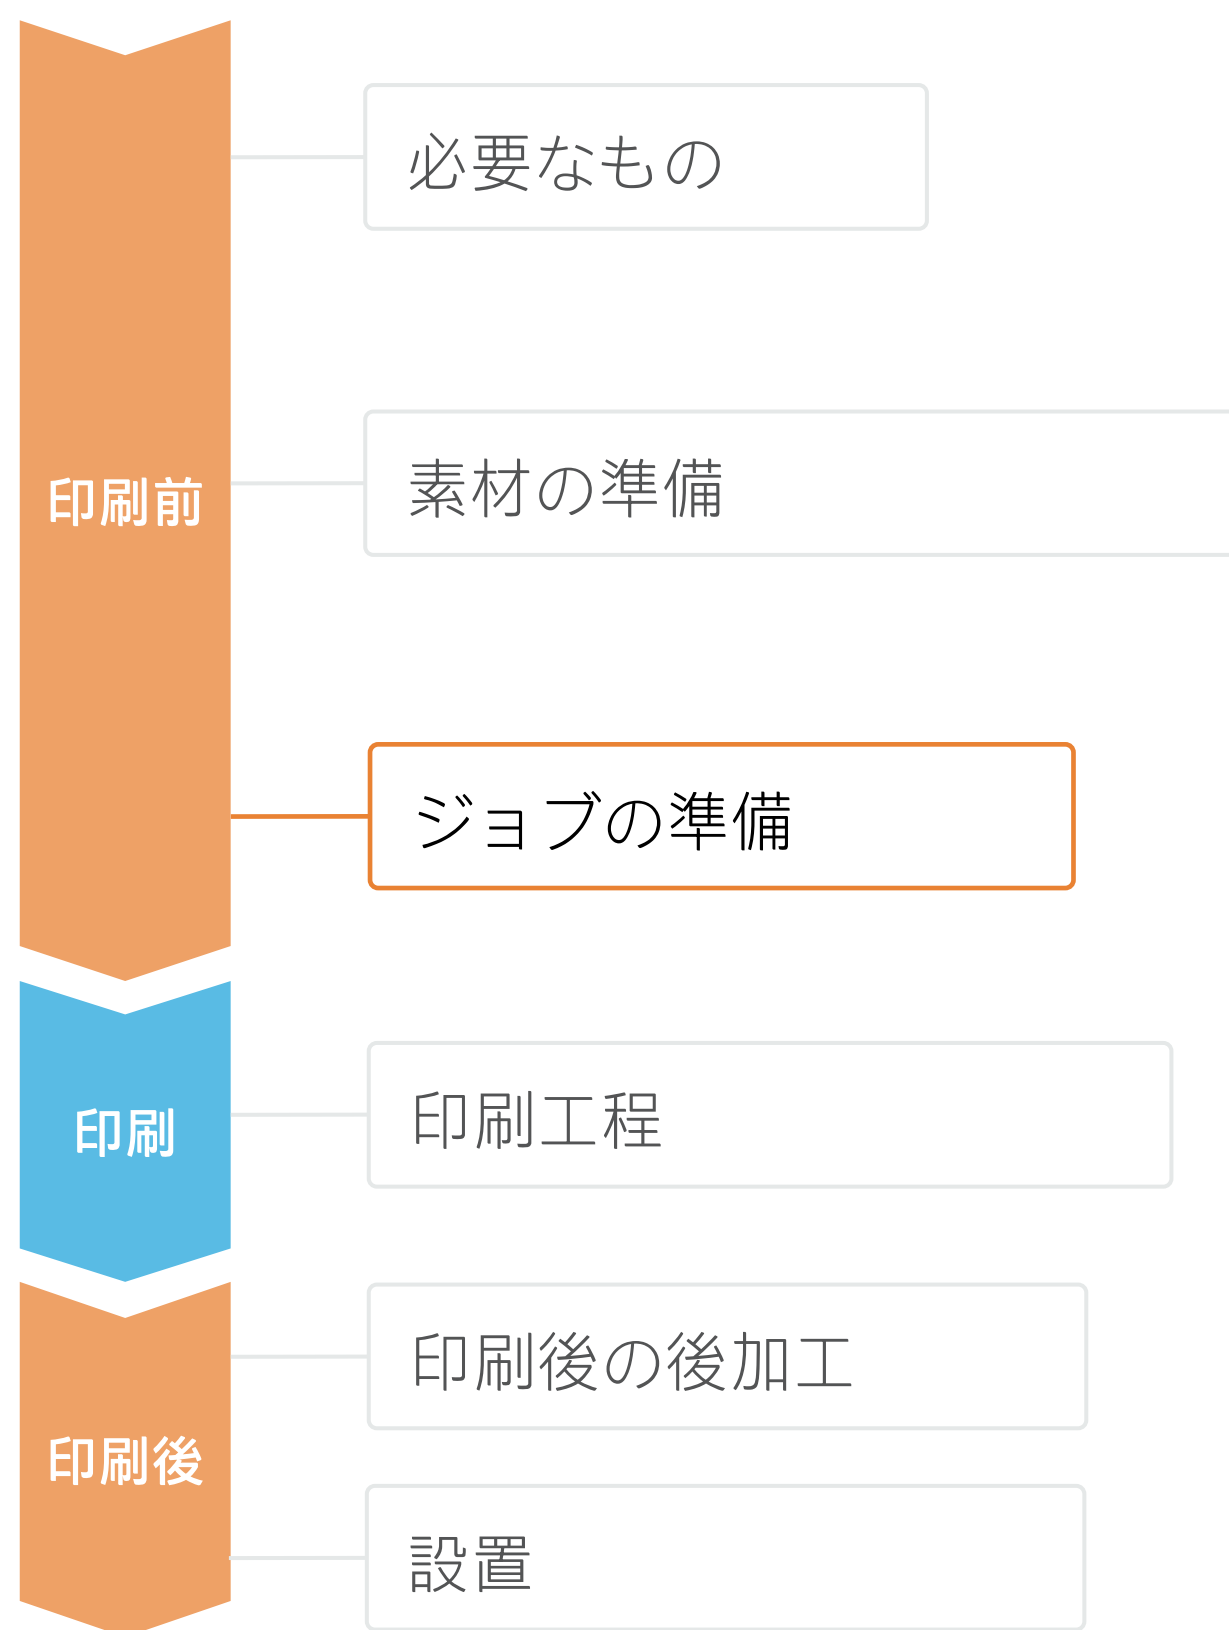 印刷前
必要なもの
素材の準備
ジョブの準備
印刷
印刷工程
印刷後
印刷後の後加工
設置